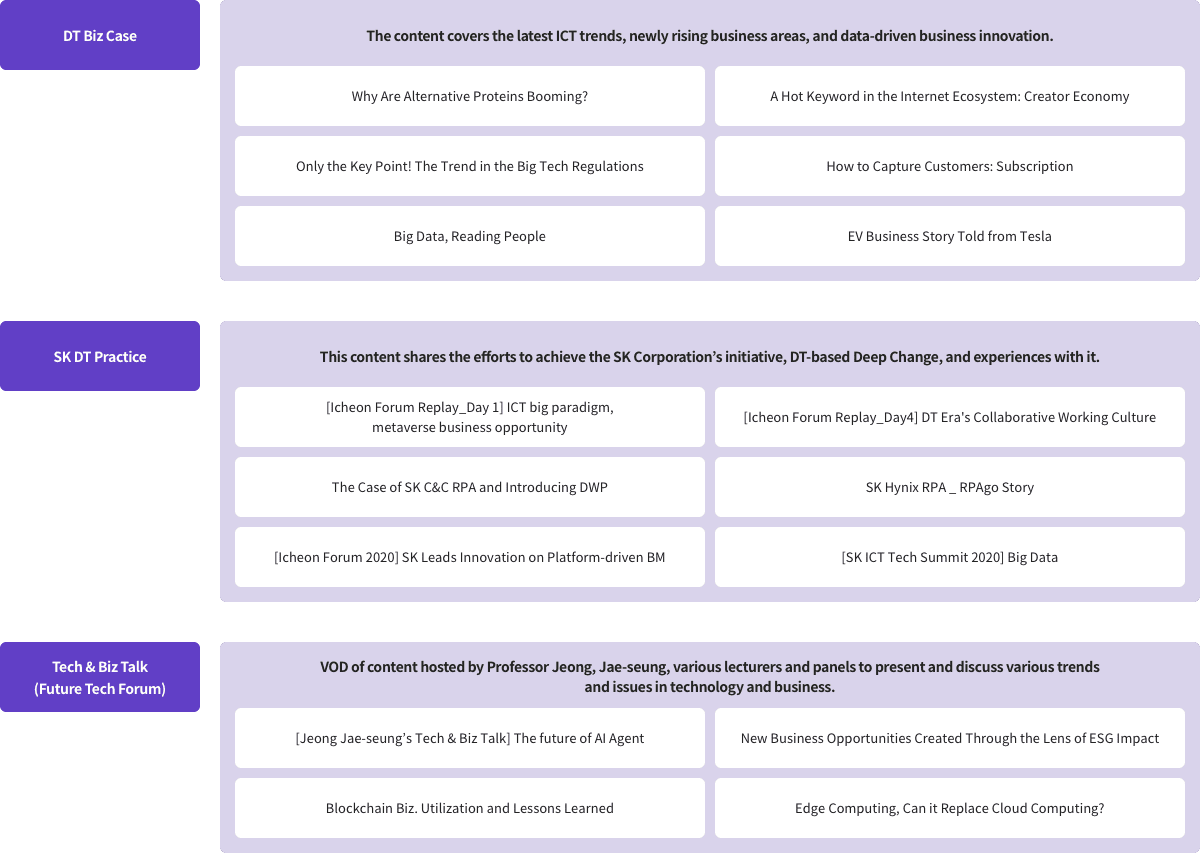 DT Biz Case
The content covers the latest ICT trends, newly rising business areas, and data-driven business innovation.
Why Are Alternative Proteins Booming?
A Hot Keyword in the Internet Ecosystem: Creator Economy
Only the Key Point! The Trend in the Big Tech Regulations
How to Capture Customers: Subscription
Big Data, Reading People
EV Business Story Told from Tesla
SK DT Practice
This content shares the efforts to achieve the SK Corporation’s initiative, DT-based Deep Change, and experiences with it.
[Icheon Forum Replay_Day 1] ICT big paradigm,
metaverse business opportunity
[Icheon Forum Replay_Day4] DT Era's Collaborative Working Culture
The Case of SK C&C RPA and Introducing DWP
SK Hynix RPA _ RPAgo Story
[Icheon Forum 2020] SK Leads Innovation on Platform-driven BM
[SK ICT Tech Summit 2020] Big Data
Tech & Biz Talk
(Future Tech Forum)
VOD of content hosted by Professor Jeong, Jae-seung, various lecturers and panels to present and discuss various trends
and issues in technology and business.
[Jeong Jae-seung’s Tech & Biz Talk] The future of AI Agent
New Business Opportunities Created Through the Lens of ESG Impact
Blockchain Biz. Utilization and Lessons Learned
Edge Computing, Can it Replace Cloud Computing?